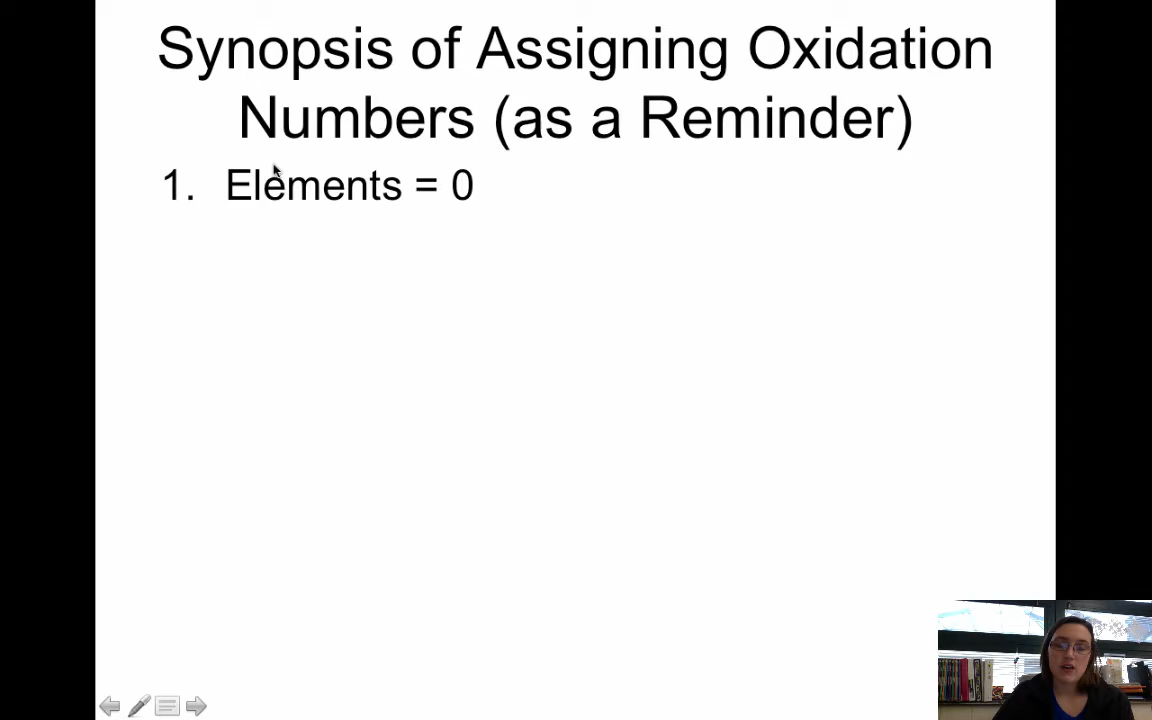 Synopsis of Assigning Oxidation
Numbers (as a Reminder)
1. Elements = 0